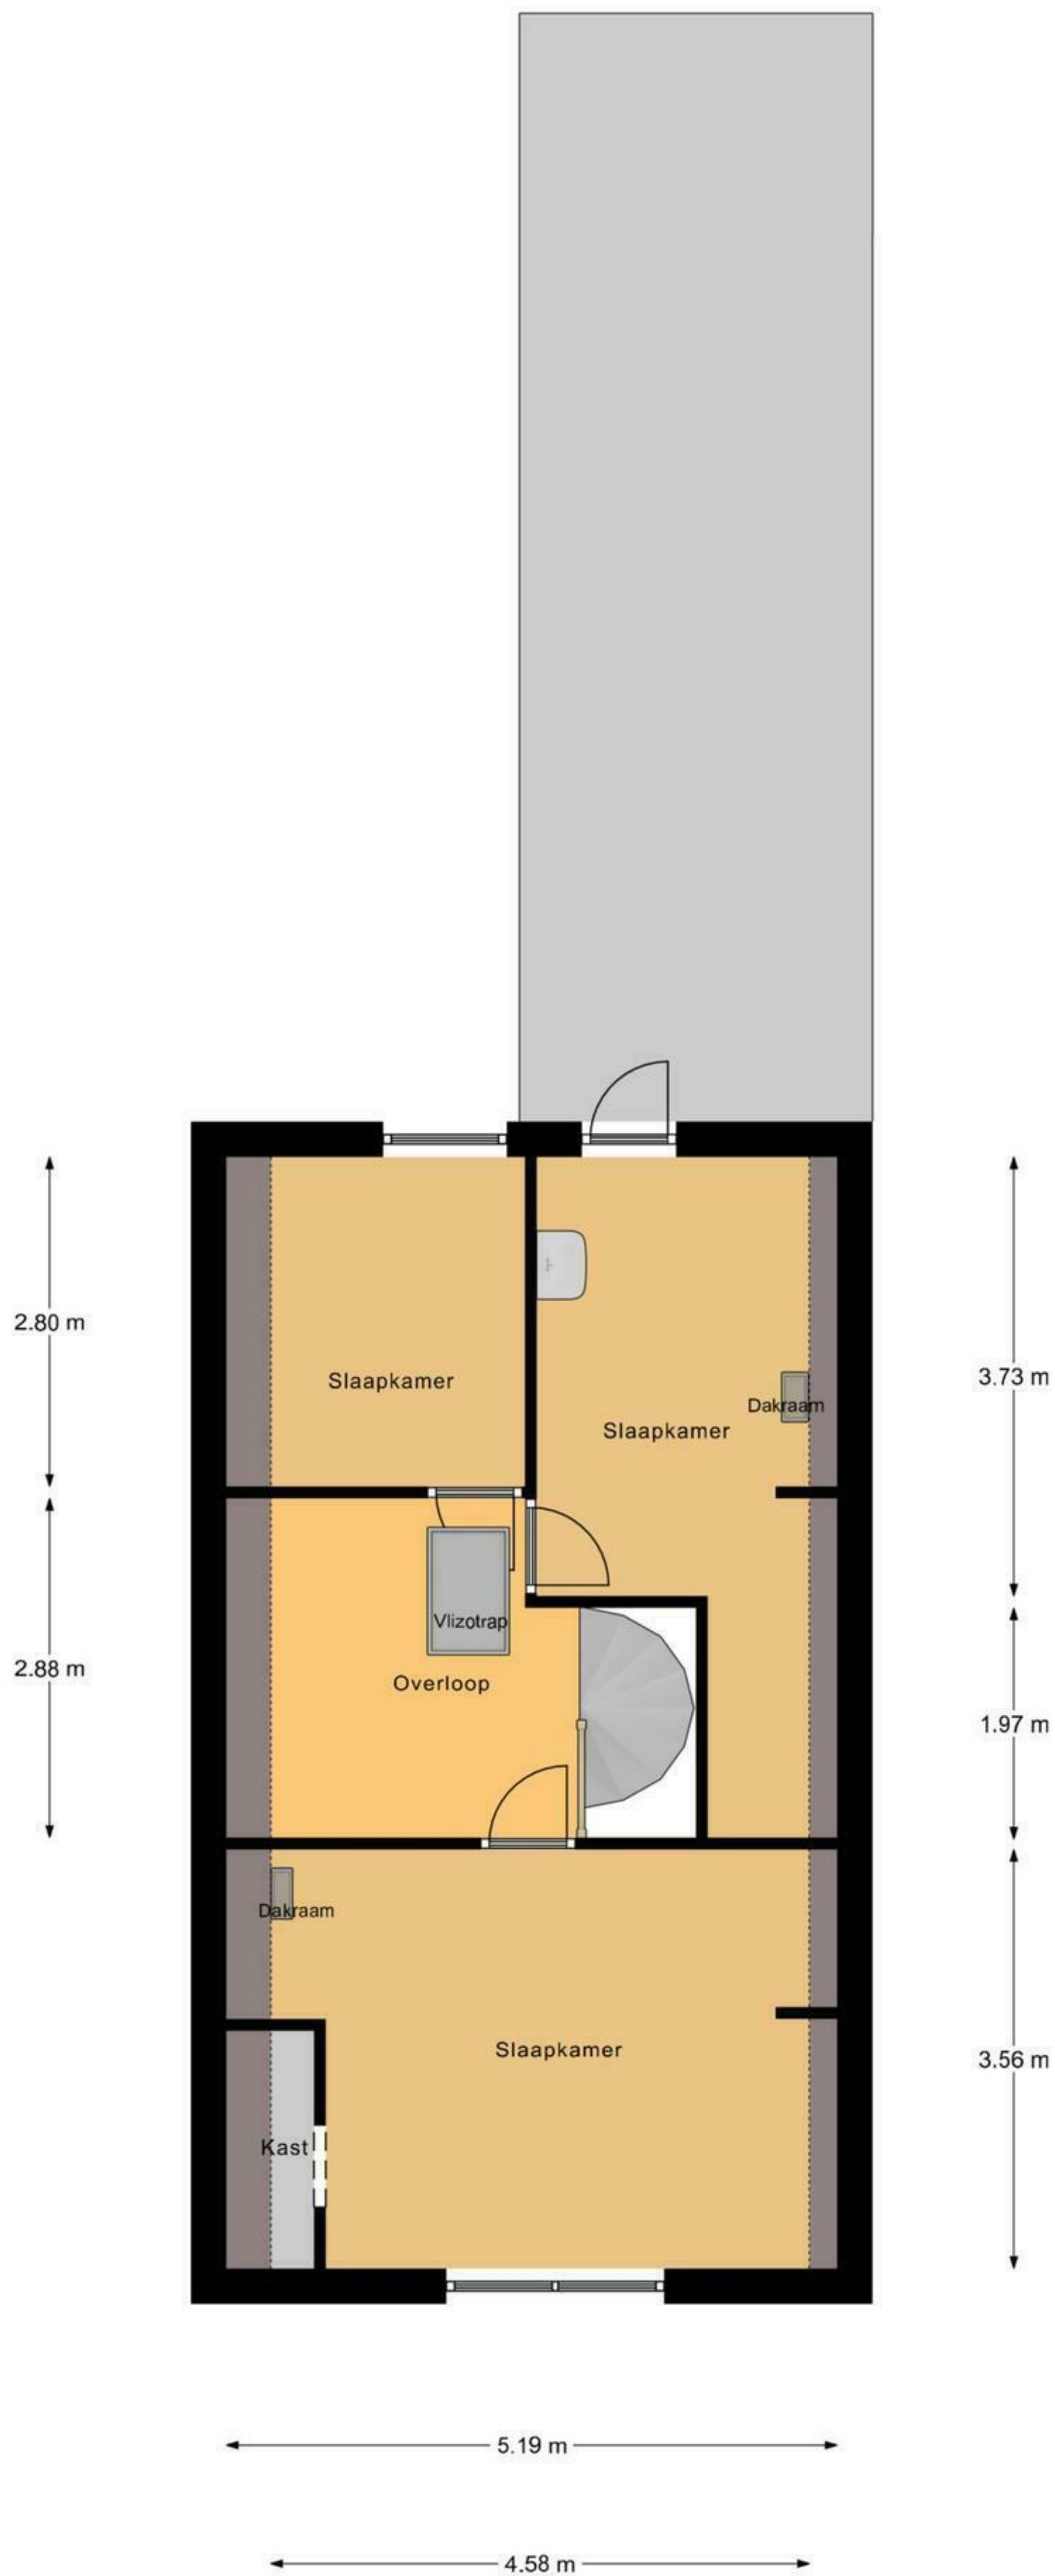 2.80 m
3.73 m
Slaapkamer
Dakraam
Slaapkamer
Vlizotrap
2.88 m
Overloop
1.97 m
Dakraam
Slaapkamer
3.56 m
Kast
5.19 m
4.58 m